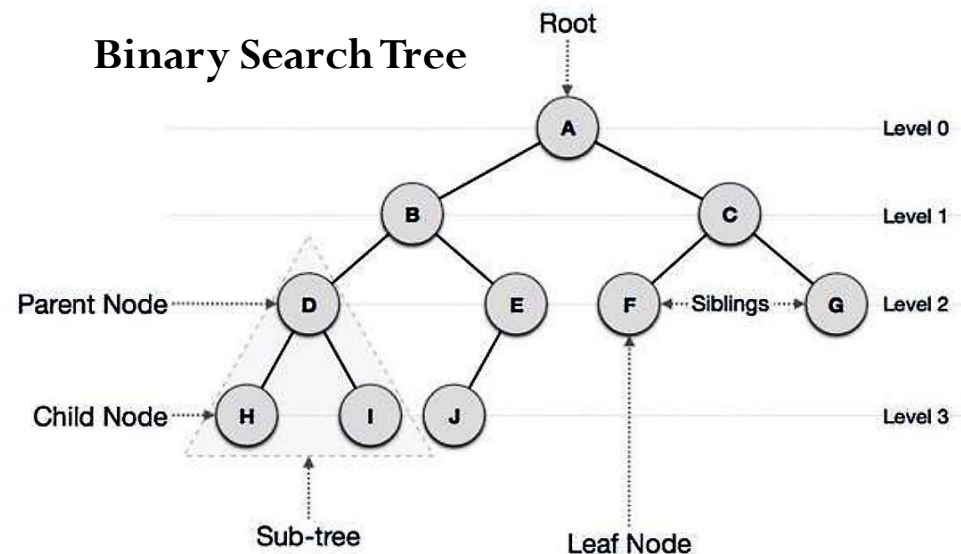 Root
Binary Search Tree
A
Level 0
B
C
Level 1
Parent Node
D
E
F
Siblings
G
Level 2
Child Node
H
I
J
Level 3
Sub-tree
Leaf Node